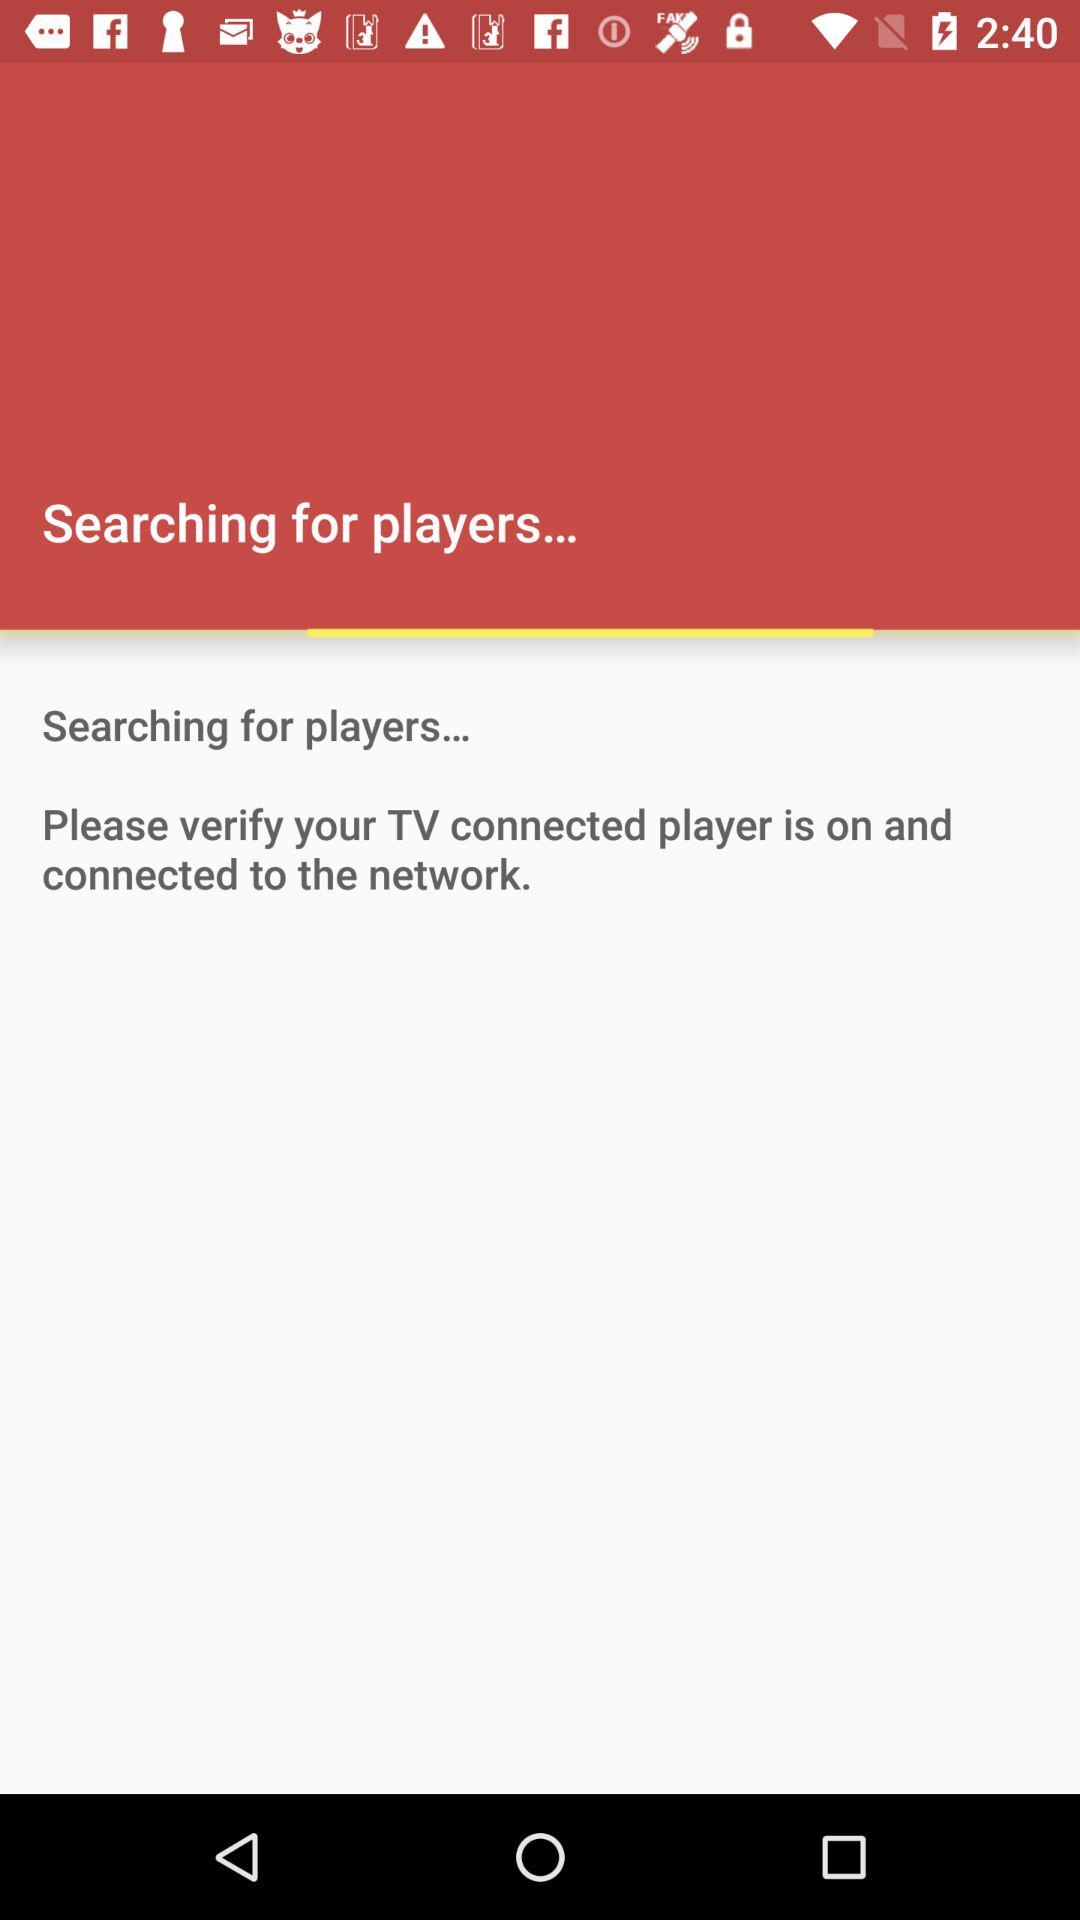 FAKE
2:40
Searching for players...
Searching for players...
Please verify your TV connected player is on and
connected to the network.